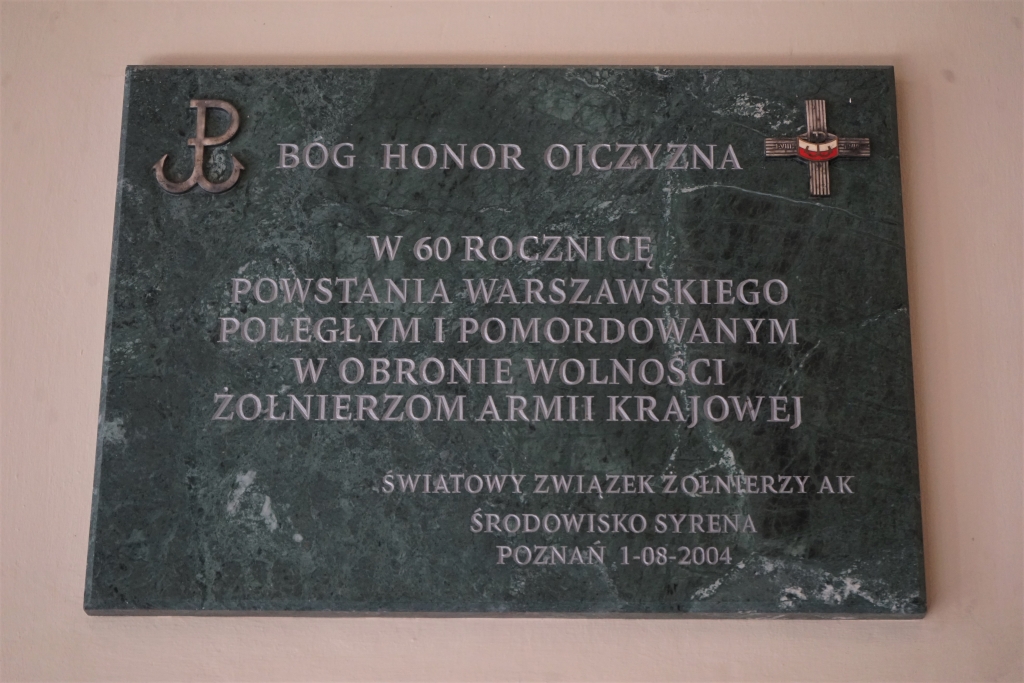 BÓG HONOR OJCZYZNA
W 60 ROCZNICĘ
POWSTANIA WARSZAWSKIEGO
POLEGŁYM I POMORDOWANYM
W OBRONIE WOLNOŚCI
ŻOŁNIERZOM ARMII KRAJOWEJ
ŚWIATOWY ZWIĄZEK ŻOŁNIERZY AK
ŚRODOWISKO SYRENA
POZNAŃ 1-08-2004